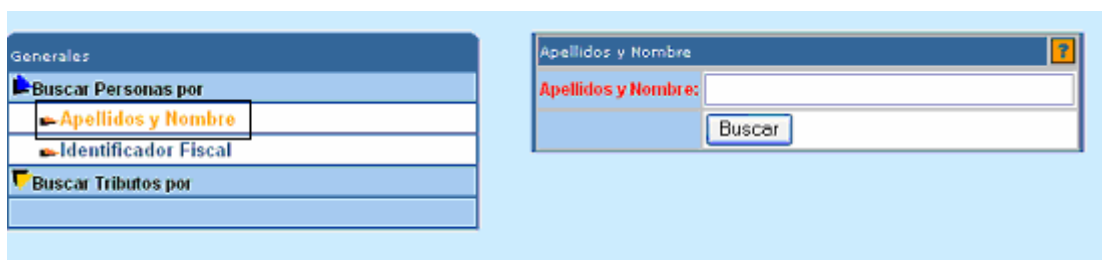 Generales
Buscar Personas por
Apellidos y Nombre
Identificador Fiscal
Buscar Tributos por
Apellidos y Nombre
?
Apellidos y Nombre:
Buscar